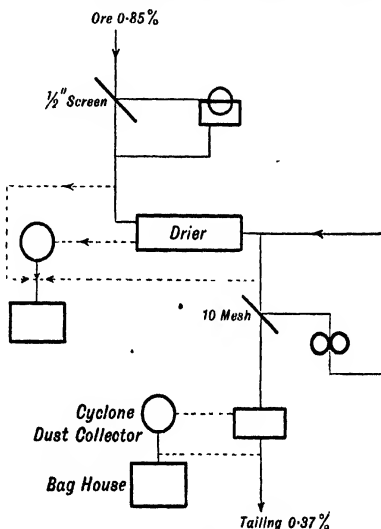 Ore 0·85%
½" Screen
Drier
10 Mesh
Cyclone
Dust Collector
Bag House
Tailing 0·37%